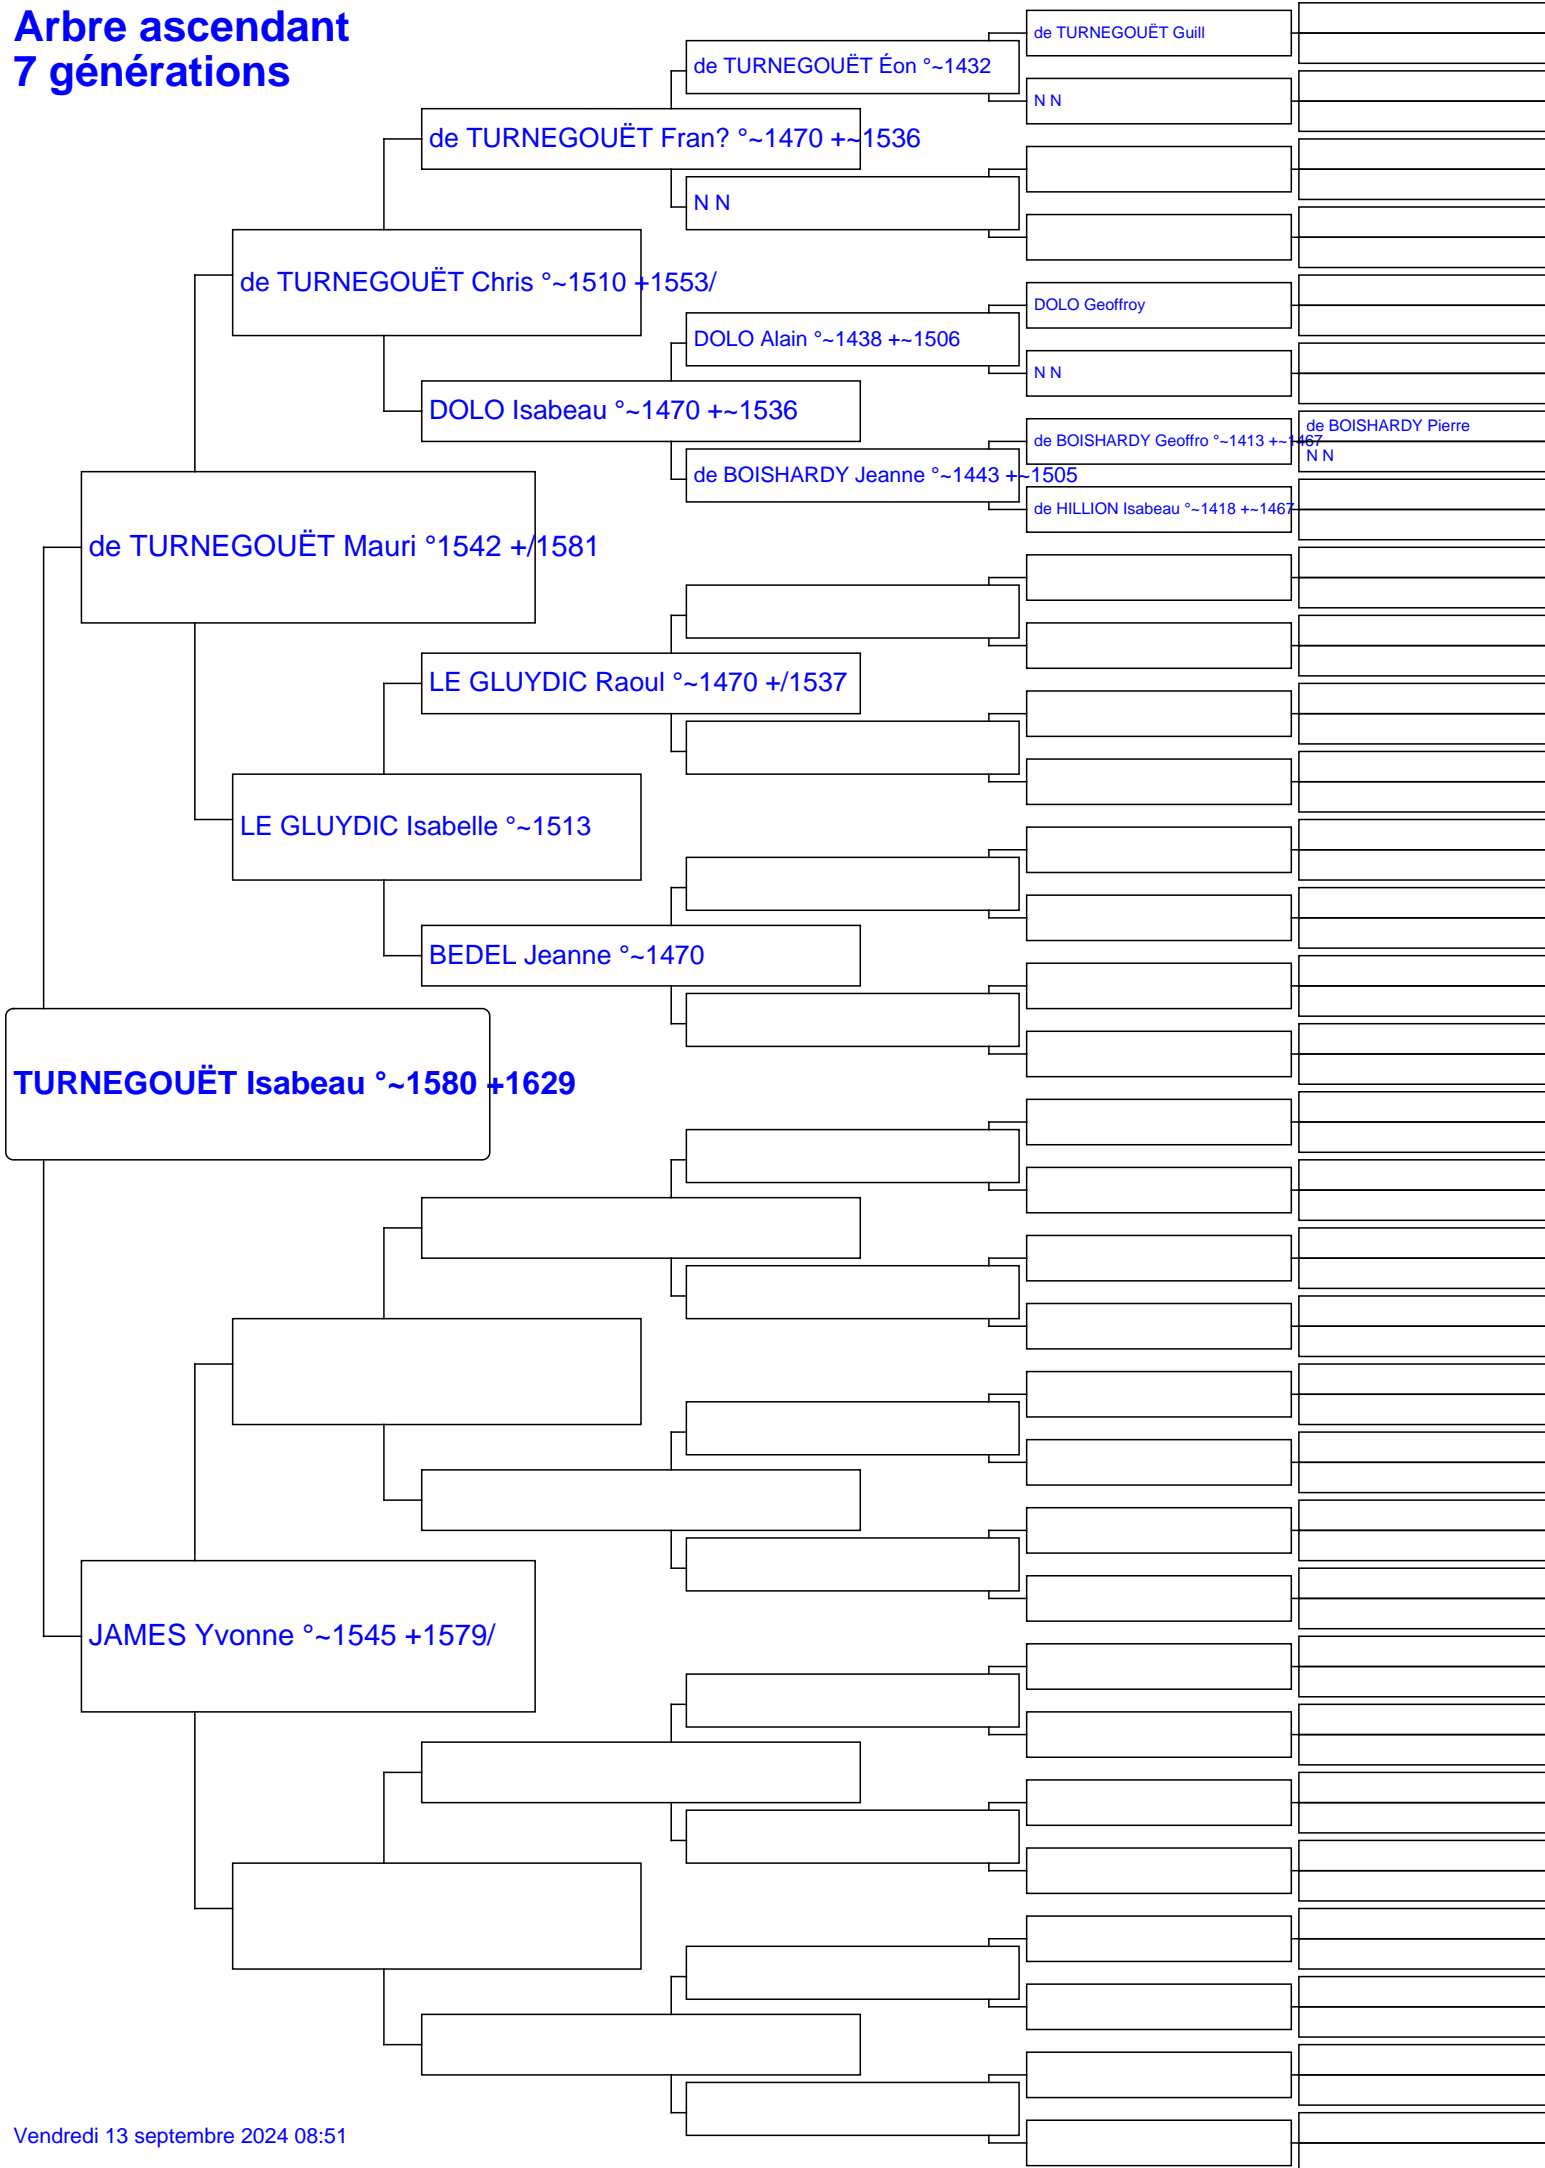 Arbre ascendant
7 générations
de TURNEGOUËT Guill
de TURNEGOUËT Éon °~1432
N N
de TURNEGOUËT Fran? °~1470 +~1536
N N
de TURNEGOUËT Chris °~1510 +1553/
DOLO Geoffroy
DOLO Alain °~1438 +~1506
N N
DOLO Isabeau °~1470 +~1536
de BOISHARDY Pierre
de BOISHARDY Geoffro °~1413 +~1467
N N
de BOISHARDY Jeanne °~1443 +~1505
de HILLION Isabeau °~1418 +~1467
de TURNEGOUËT Mauri °1542 +/1581
LE GLUYDIC Raoul °~1470 +/1537
LE GLUYDIC Isabelle °~1513
BEDEL Jeanne °~1470
TURNEGOUËT Isabeau °~1580 +1629
JAMES Yvonne °~1545 +1579/
Vendredi 13 septembre 2024 08:51